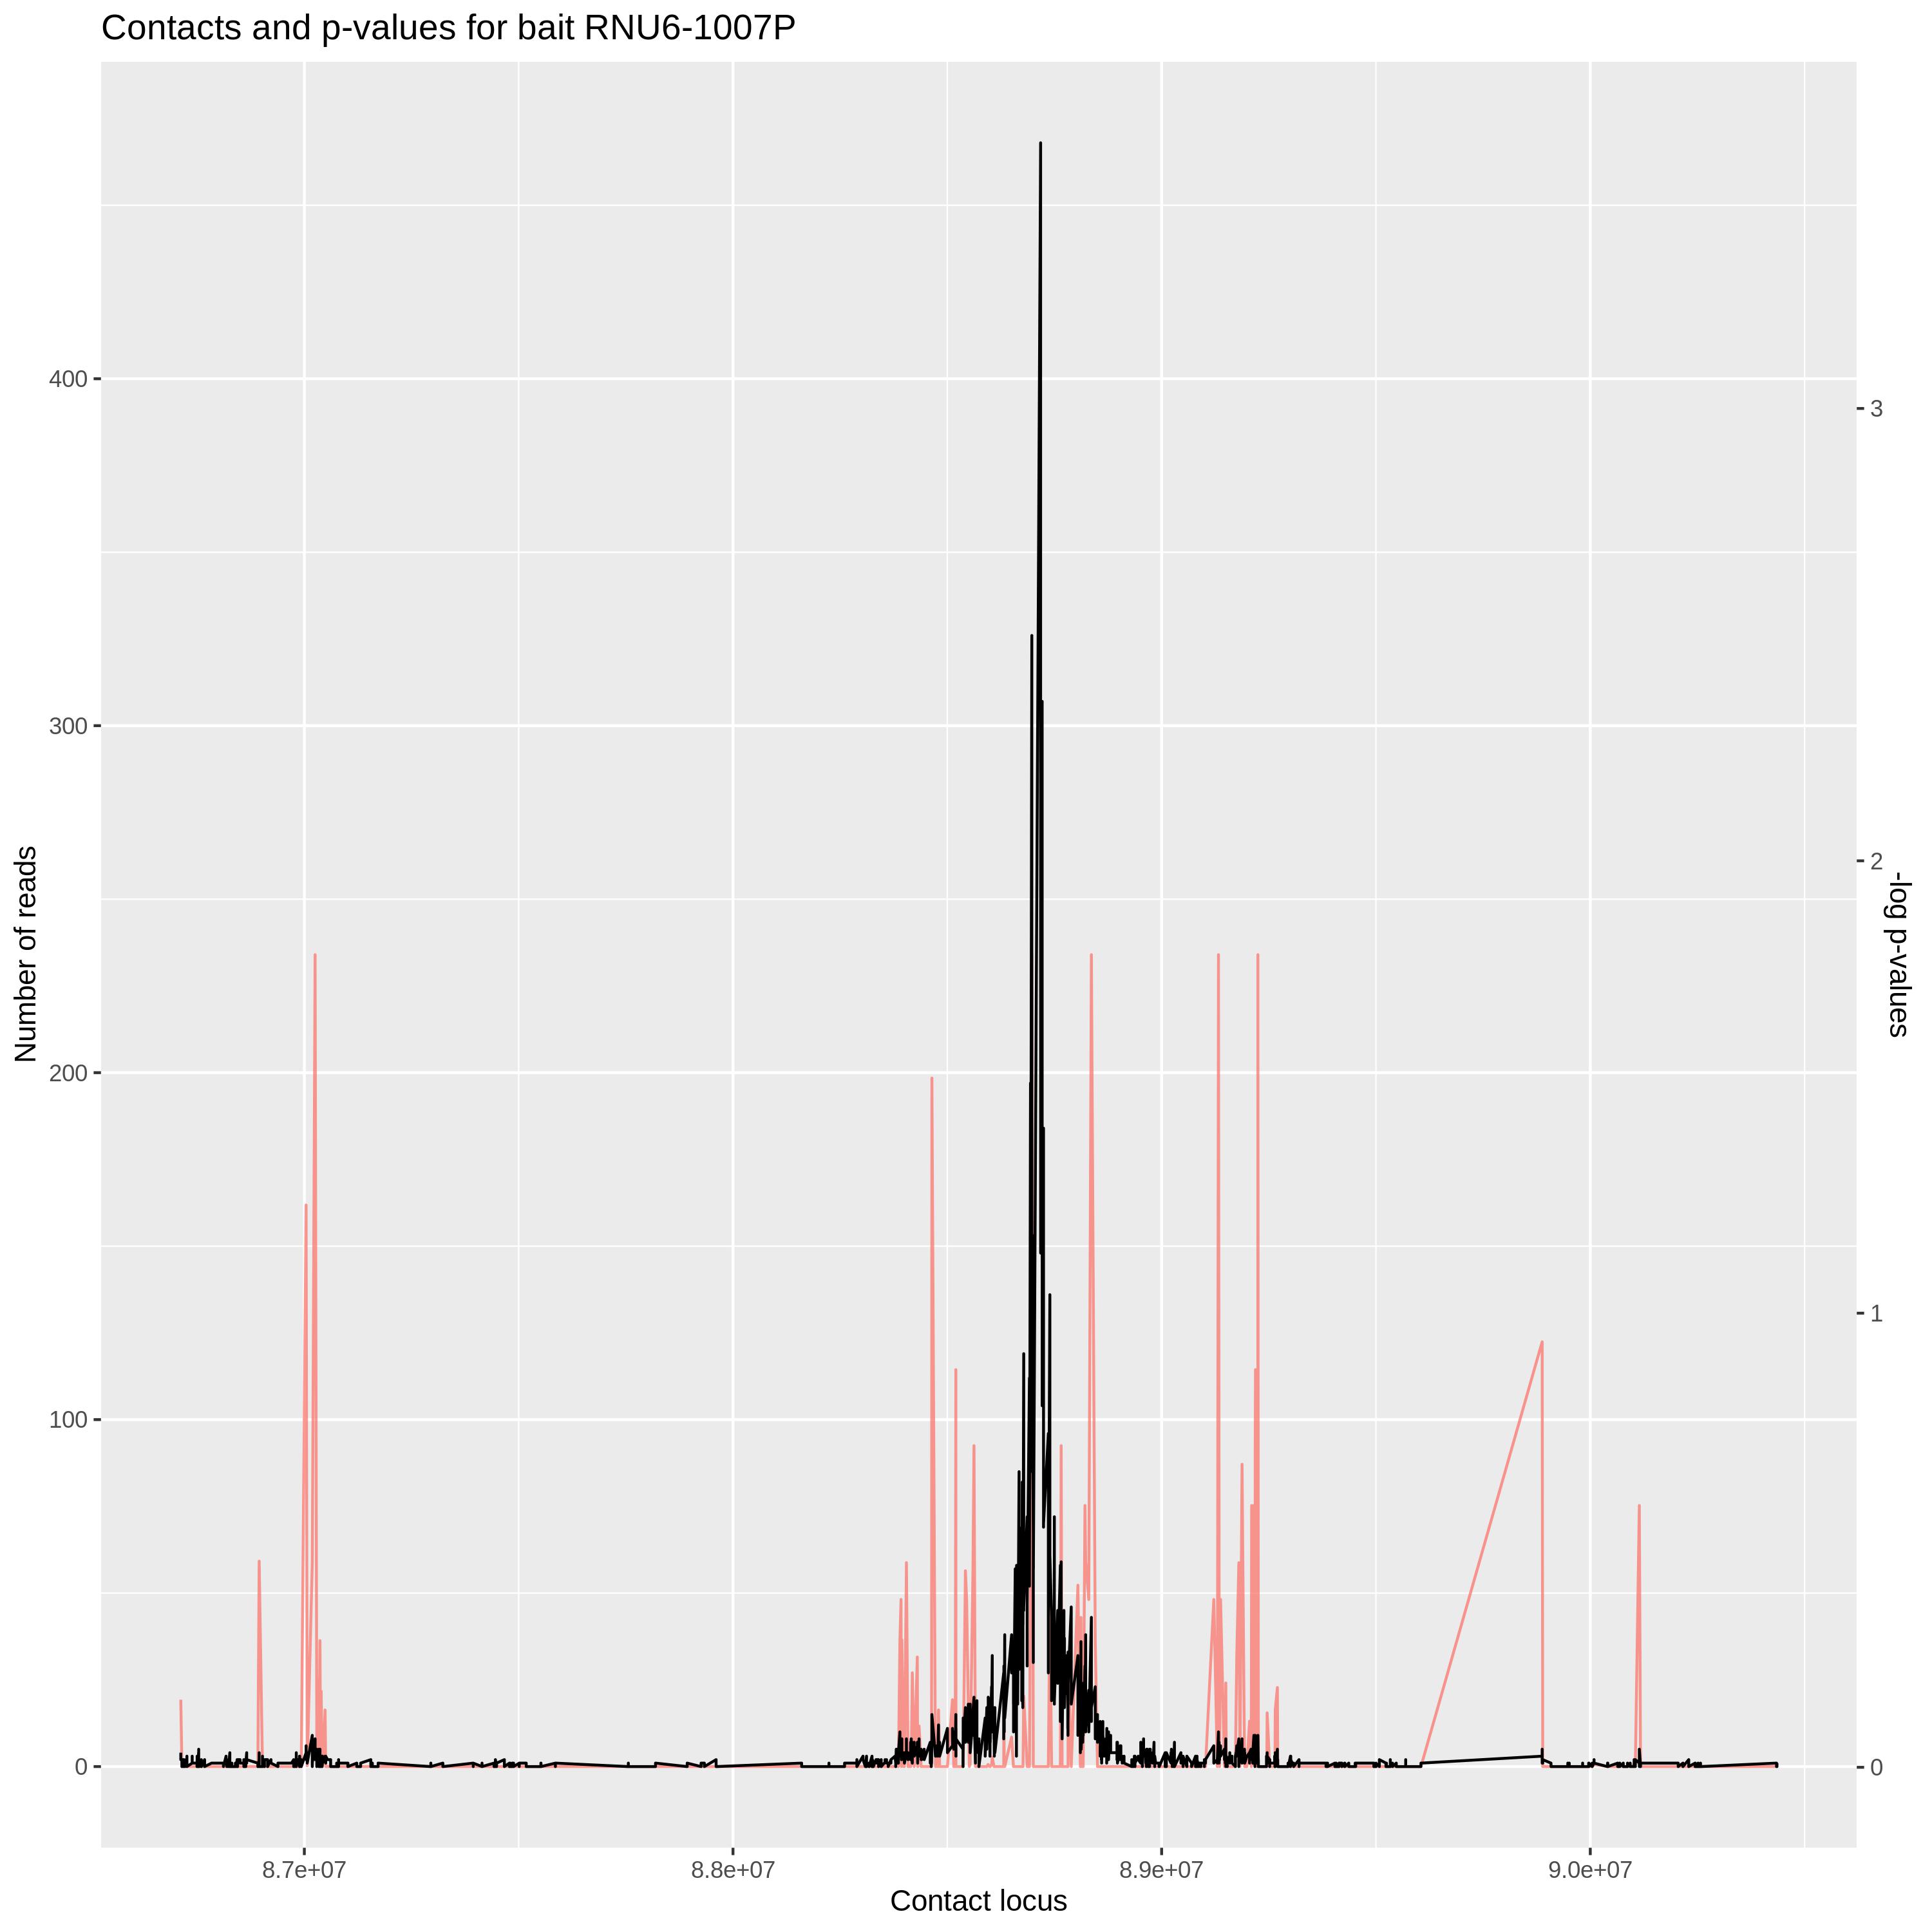 Contacts and p-values for bait RNU6-1007P
Number of reads
400
300
200
100
0
3
2
1
0
-log p-values
8.7e+07
8.8e+07
8.9e+07
9.0e+07
Contact locus